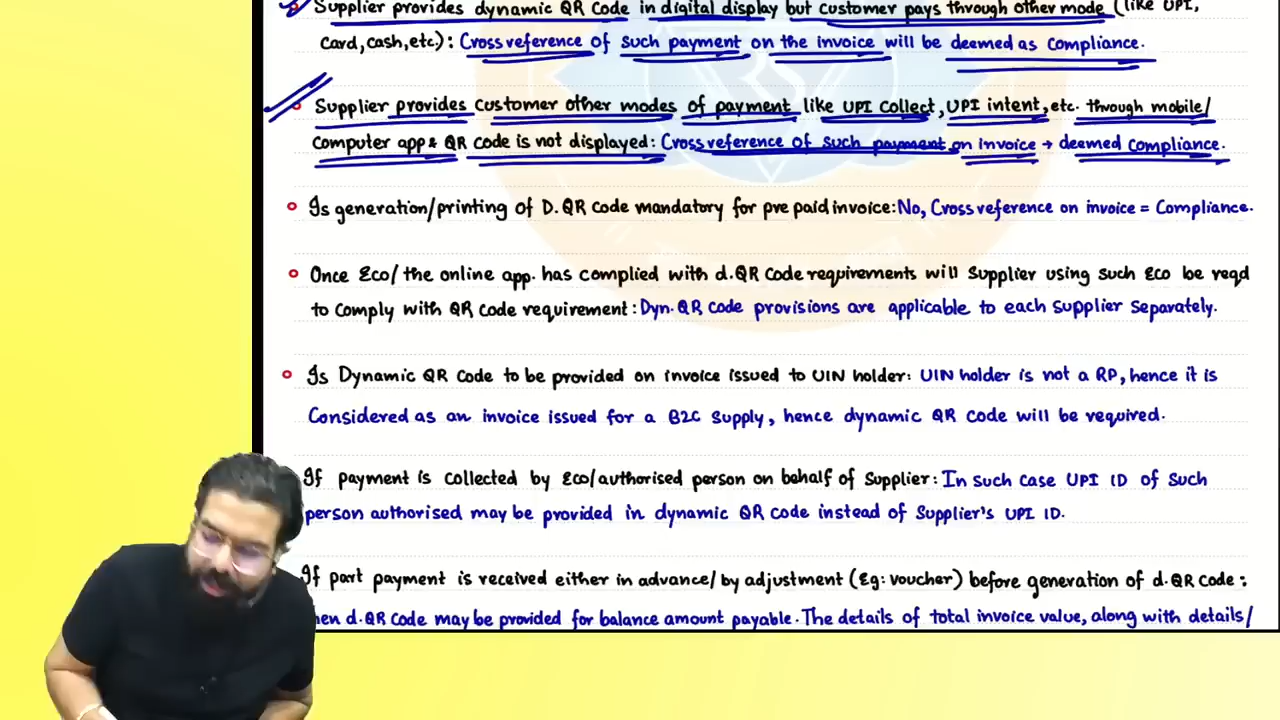 Supplier provides dynamic QR Code in digital display but customer pays through other mode (like UPI,
Card, cash, etc.): Cross reference of such payment on the invoice will be deemed as compliance.
Supplier provides customer other modes of payment like UPI collect, UPI intent, etc. through mobile/
Computer app & QR code is not displayed: Cross reference of such payment on invoice → deemed compliance.
Is generation/printing of D.QR Code mandatory for pre paid invoice: No, Cross reference on invoice = Compliance.
Once Eco/ the online app. has complied with d.QR Code requirements will supplier using such Eco be reqd
to comply with QR Code requirement: Dyn. QR code provisions are applicable to each supplier separately.
Is Dynamic QR Code to be provided on invoice issued to UIN holder: UIN holder is not a RP, hence it is
Considered as an invoice issued for a B2C supply, hence dynamic QR Code will be required.
If payment is collected by Eco/authorised person on behalf of supplier: In such case UPI ID of such
person authorised may be provided in dynamic QR code instead of supplier's UPI ID.
If part payment is received either in advance/ by adjustment (Eg: voucher) before generation of d.QR Code:
hen d.QR Code may be provided for balance amount payable. The details of total invoice value, along with details/